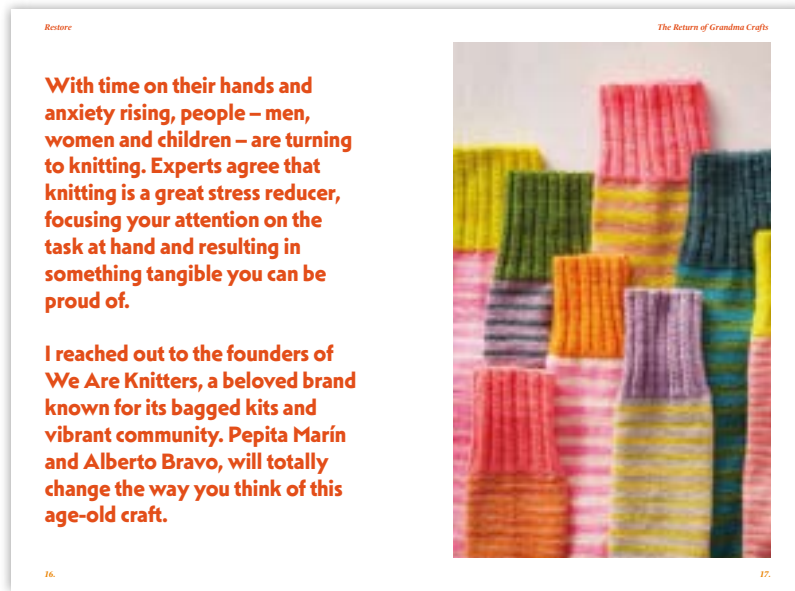 Restore
The Return of Grandma Crafts
With time on their hands and
anxiety rising, people – men,
women and children – are turning
to knitting. Experts agree that
knitting is a great stress reducer,
focusing your attention on the
task at hand and resulting in
something tangible you can be
proud of.
I reached out to the founders of
We Are Knitters, a beloved brand
known for its bagged kits and
vibrant community. Pepita Marín
and Alberto Bravo, will totally
change the way you think of this
age-old craft.
16.
17.